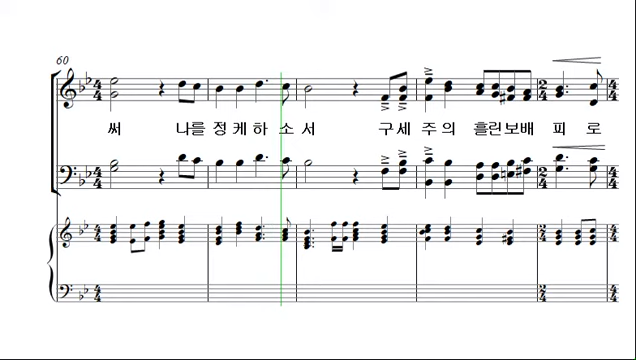 60
써 나를 정 케 하 소 서 구 세 주 의 흘린보배 피 로